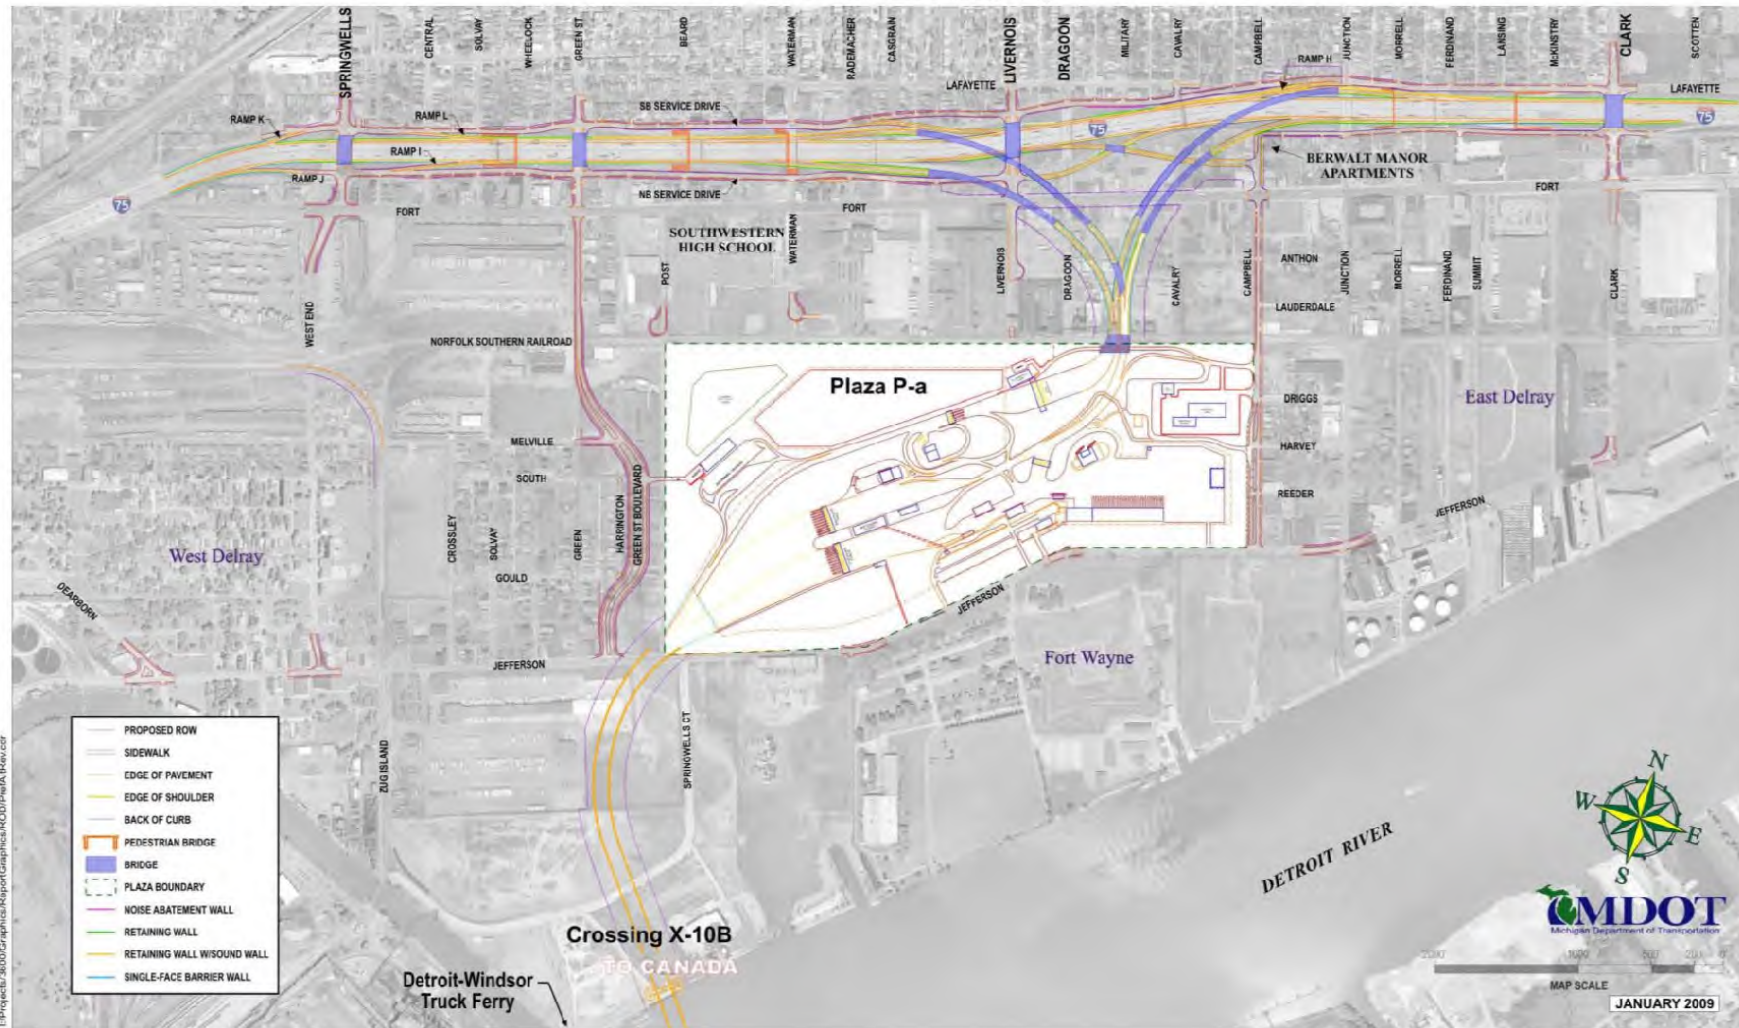 SPRINGWELLS
CENTRAL
SOLVAY
WHEELOCK
GREEN ST
BEARD
WATERMAN
RADEMACHER
CASGRAIN
LIVERNOIS
DRAGOON
MILITARY
CAVALRY
CAMPBELL
JUNCTION
MORRELL
FERDINAND
LANSING
McKINSTRY
CLARK
SCOTTEN
RAMP H
LAFAYETTE
LAFAYETTE
RAMP K
RAMP L
SB SERVICE DRIVE
75
75
RAMP I
BERWALT MANOR
APARTMENTS
RAMP J
NB SERVICE DRIVE
FORT
75
FORT
FORT
SOUTHWESTERN
HIGH SCHOOL
WATERMAN
POST
LIVERNOIS
DRAGOON
CAVALRY
CAMPBELL
ANTHON
JUNCTION
MORRELL
FERDINAND
SUMMIT
CLARK
LAUDERDALE
WEST END
NORFOLK SOUTHERN RAILROAD
Plaza P-a
DRIGGS
East Delray
MELVILLE
HARVEY
SOUTH
REEDER
JEFFERSON
CROSSLEY
SOLVAY
GREEN
HARRINGTON
GREEN ST BOULEVARD
West Delray
GOULD
DEARBORN
JEFFERSON
JEFFERSON
Fort Wayne
ZUG ISLAND
SPRINGWELLS CT
PROPOSED ROW
SIDEWALK
EDGE OF PAVEMENT
EDGE OF SHOULDER
BACK OF CURB
PEDESTRIAN BRIDGE
BRIDGE
PLAZA BOUNDARY
NOISE ABATEMENT WALL
RETAINING WALL
RETAINING WALL W/SOUND WALL
SINGLE-FACE BARRIER WALL
DETROIT RIVER
N
W
E
S
Crossing X-10B
TO CANADA
Detroit-Windsor
Truck Ferry
MDOT
Michigan Department of Transportation
1000
500
0
MAP SCALE
JANUARY 2009